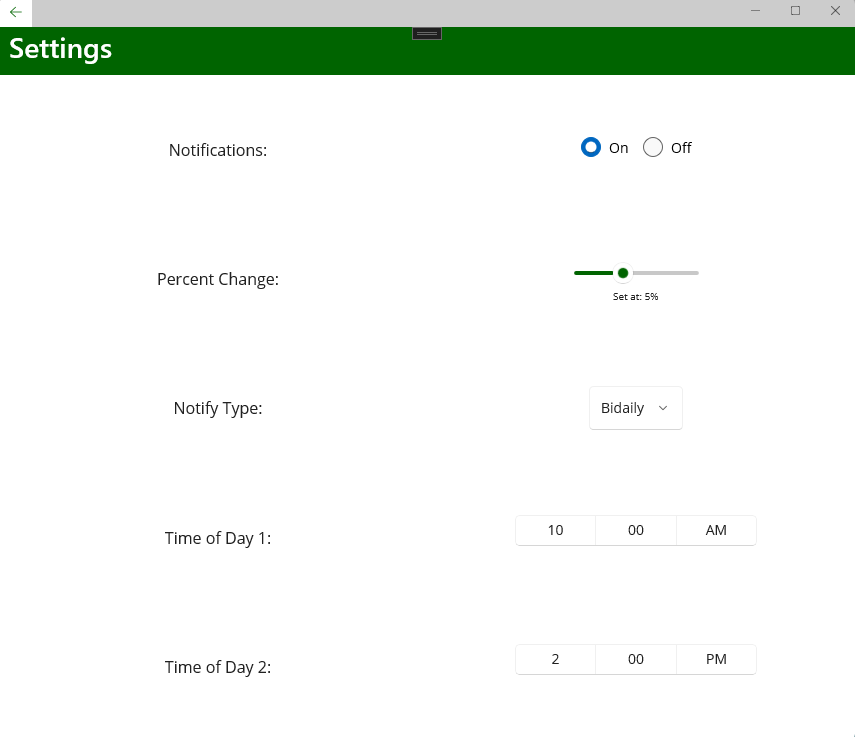 Settings
Notifications: On Off
Percent Change:
Set at: 5%
Notify Type: Bidaily
Time of Day 1: 10 00 AM
Time of Day 2: 2 00 PM